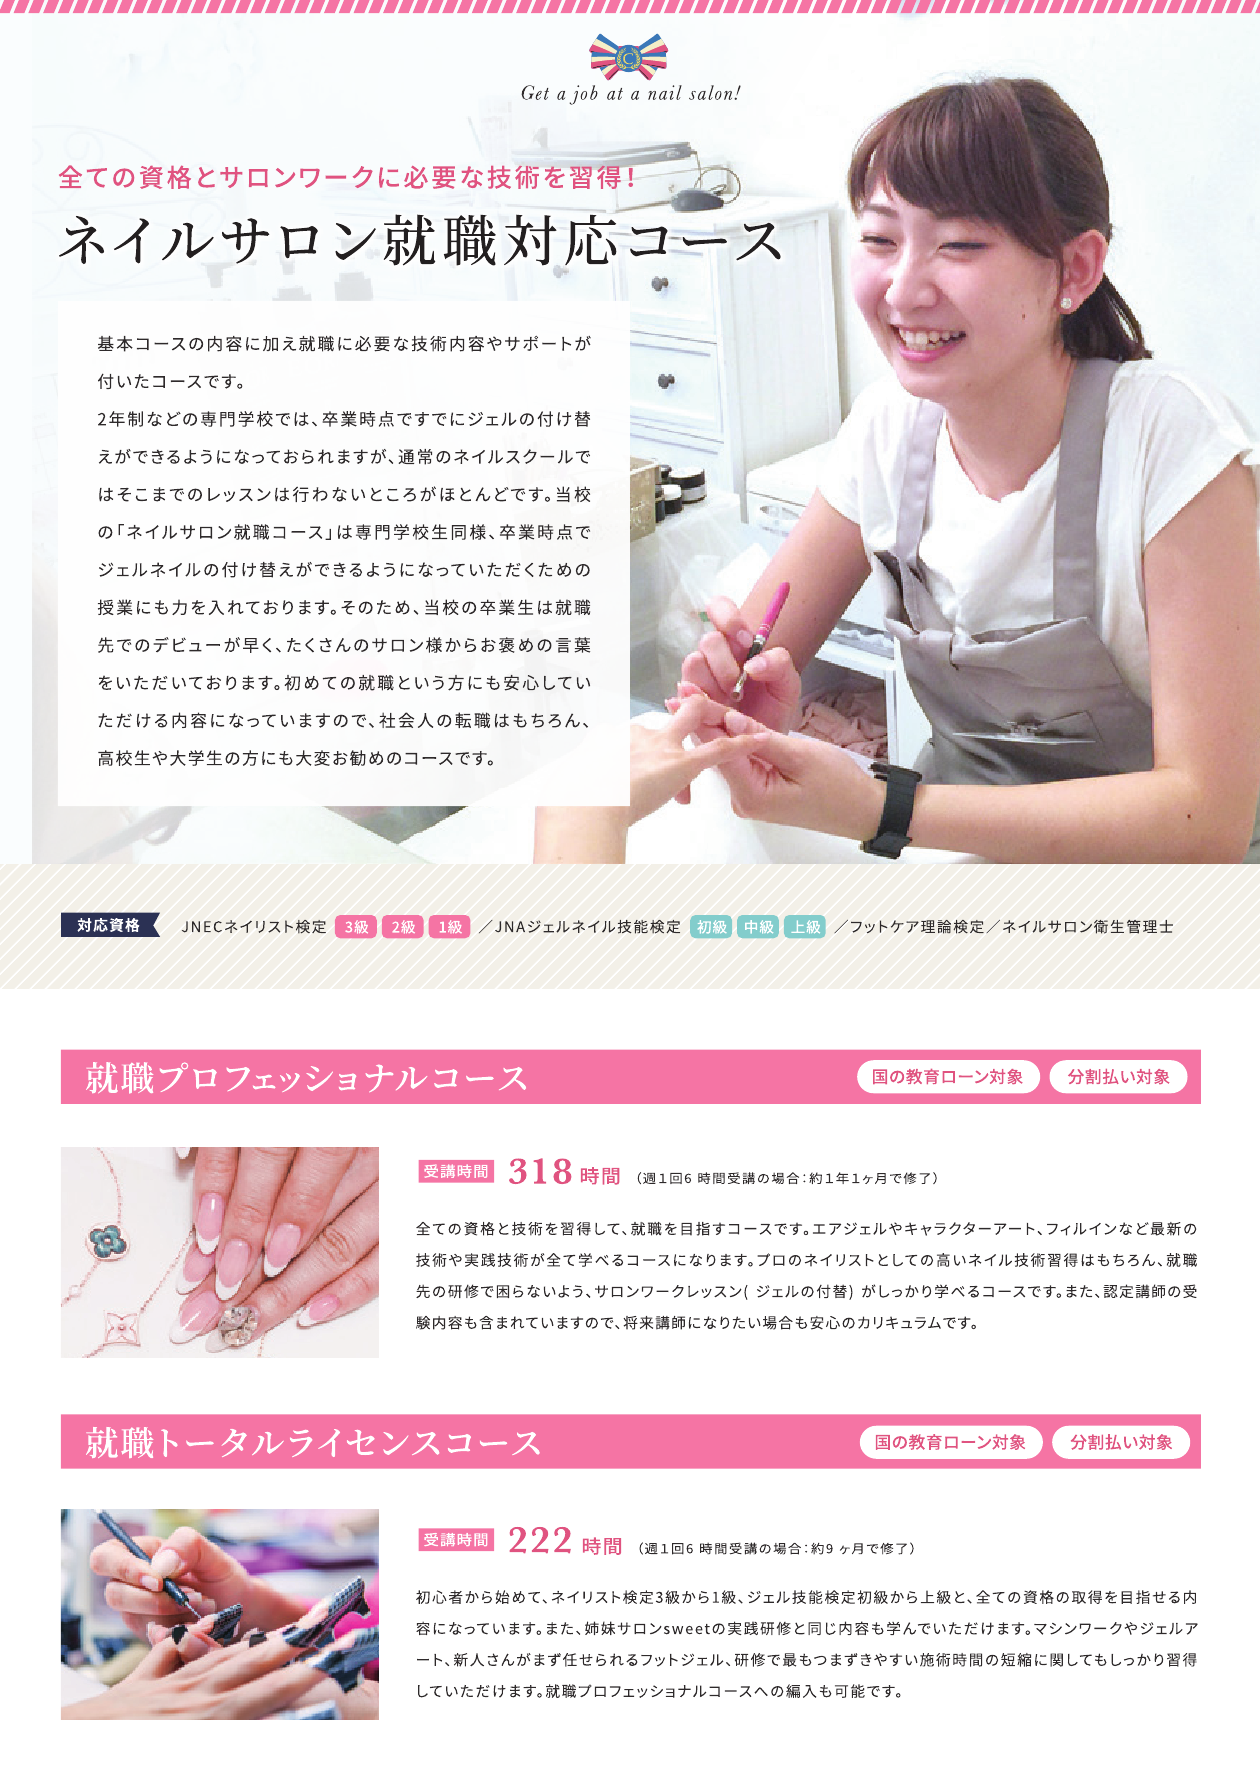 C
Get a job at a nail salon!
全ての資格とサロンワークに必要な技術を習得！
ネイルサロン就職対応コース
基本コースの内容に加え就職に必要な技術内容やサポートが
付いたコースです。
2年制などの専門学校では、卒業時点ですでにジェルの付け替
えができるようになっておられますが、通常のネイルスクールで
はそこまでのレッスンは行わないところがほとんどです。当校
の「ネイルサロン就職コース」は専門学校生同様、卒業時点で
ジェルネイルの付け替えができるようになっていただくための
授業にも力を入れております。そのため、当校の卒業生は就職
先でのデビューが早く、たくさんのサロン様からお褒めの言葉
をいただいております。初めての就職という方にも安心してい
ただける内容になっていますので、社会人の転職はもちろん、
高校生や大学生の方にも大変お勧めのコースです。
対応資格 JNECネイリスト検定 3級 2級 1級 ／JNAジェルネイル技能検定 初級 中級 上級 ／フットケア理論検定／ネイルサロン衛生管理士
就職プロフェッショナルコース 国の教育ローン対象 分割払い対象
受講時間 318時間 （週１回6 時間受講の場合：約１年１ヶ月で修了）
全ての資格と技術を習得して、就職を目指すコースです。エアジェルやキャラクターアート、フィルインなど最新の
技術や実践技術が全て学べるコースになります。プロのネイリストとしての高いネイル技術習得はもちろん、就職
先の研修で困らないよう、サロンワークレッスン( ジェルの付替) がしっかり学べるコースです。また、認定講師の受
験内容も含まれていますので、将来講師になりたい場合も安心のカリキュラムです。
就職トータルライセンスコース 国の教育ローン対象 分割払い対象
受講時間 222 時間 （週１回6 時間受講の場合：約9 ヶ月で修了）
初心者から始めて、ネイリスト検定3級から1級、ジェル技能検定初級から上級と、全ての資格の取得を目指せる内
容になっています。また、姉妹サロンsweetの実践研修と同じ内容も学んでいただけます。マシンワークやジェルア
ート、新人さんがまず任せられるフットジェル、研修で最もつまずきやすい施術時間の短縮に関してもしっかり習得
していただけます。就職プロフェッショナルコースへの編入も可能です。